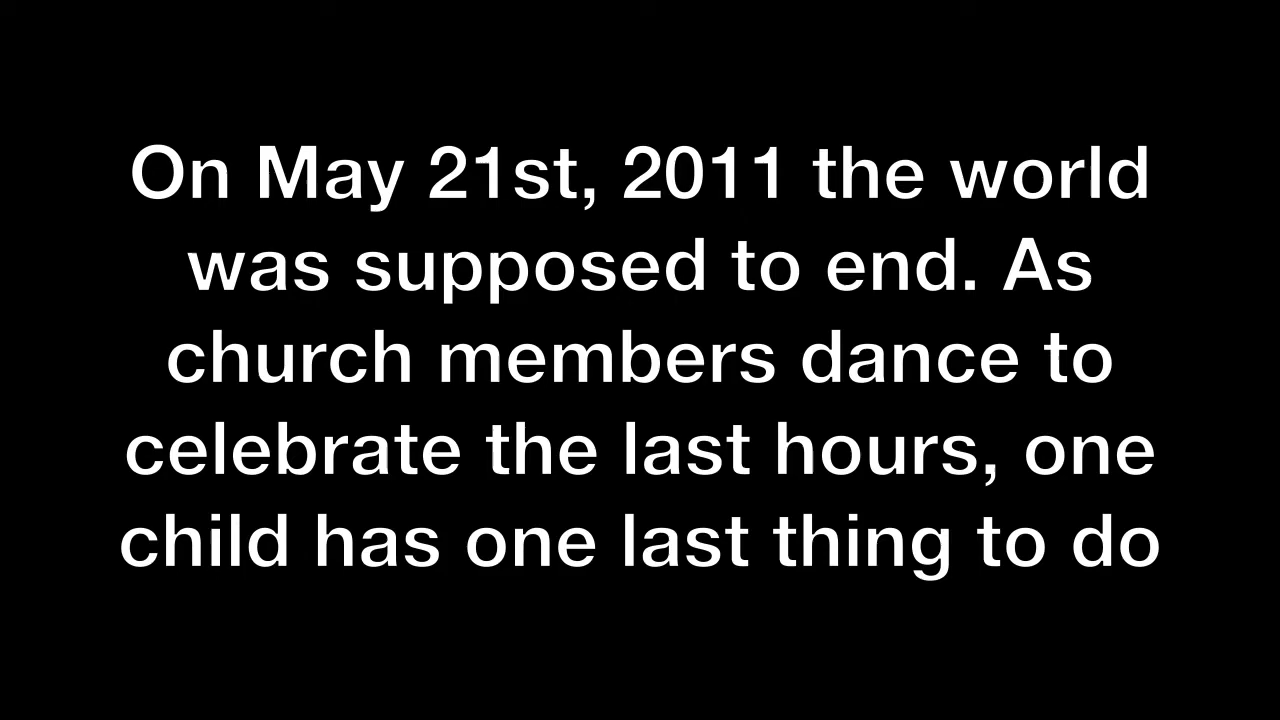 On May 21st, 2011 the world
was supposed to end. As
church members dance to
celebrate the last hours, one
child has one last thing to do